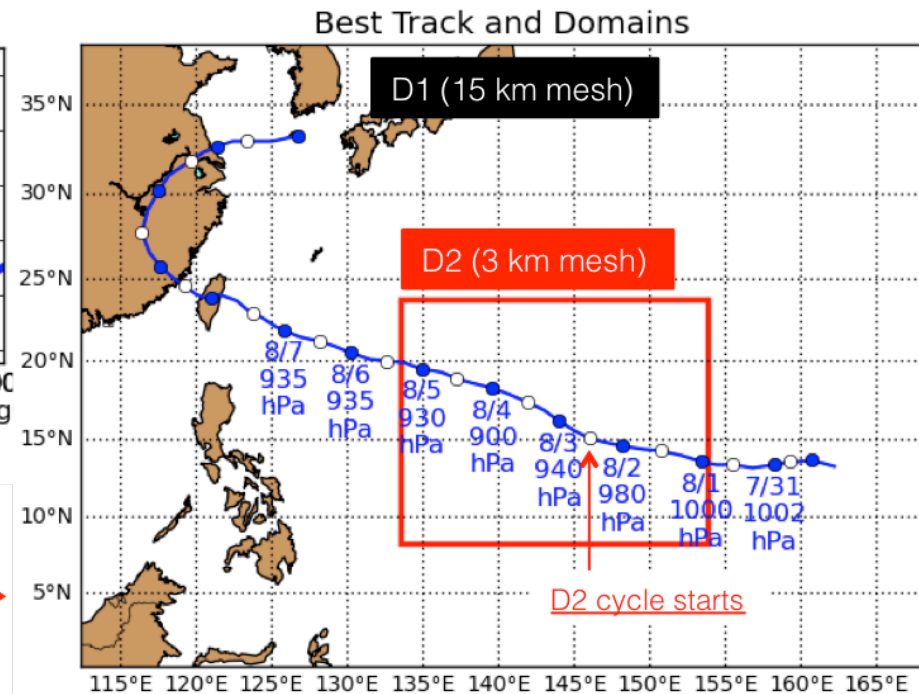 Best Track and Domains
D1 (15 km mesh)
D2 (3 km mesh)
35°N
30°N
25°N
20°N
15°N
10°N
5°N
8/7
935
hPa
8/6
935
hPa
8/5
930
hPa
8/4
900
hPa
8/3
940
hPa
8/2
980
hPa
8/1
1000
hPa
7/31
1002
hPa
D2 cycle starts
115°E 120°E 125°E 130°E 135°E 140°E 145°E 150°E 155°E 160°E 165°E